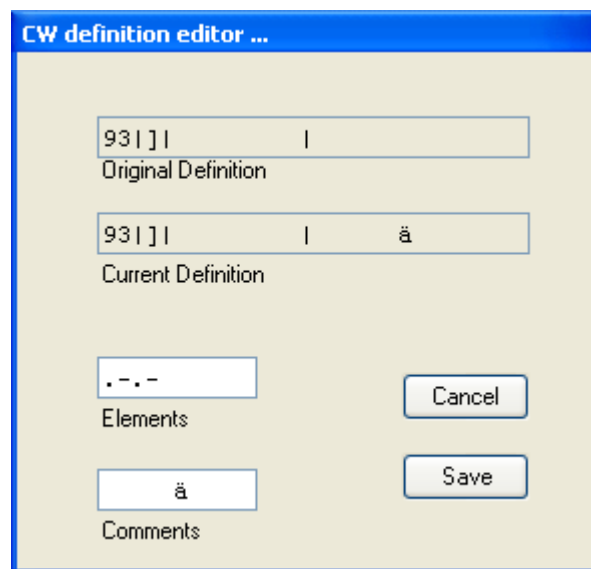 CW definition editor ...
93|]| |
Original Definition
93|]| | ä
Current Definition
.-.-
Elements
Cancel
ä
Comments
Save